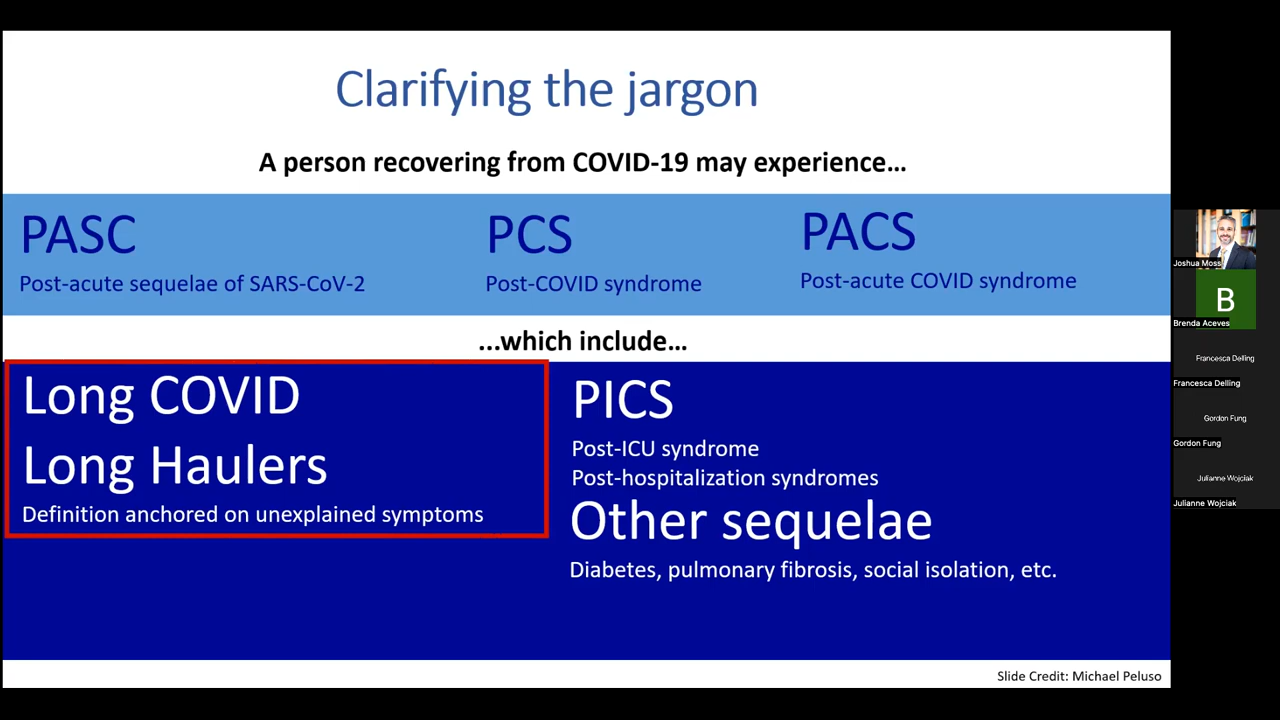 Clarifying the jargon
A person recovering from COVID-19 may experience…
PASC
Post-acute sequelae of SARS-CoV-2
PCS
Post-COVID syndrome
PACS
Post-acute COVID syndrome
...which include…
Long COVID
Long Haulers
Definition anchored on unexplained symptoms
PICS
Post-ICU syndrome
Post-hospitalization syndromes
Other sequelae
Diabetes, pulmonary fibrosis, social isolation, etc.
Slide Credit: Michael Peluso
Joshua Moss
B
Brenda Aceves
Francesca Delling
Francesca Delling
Gordon Fung
Gordon Fung
Julianne Wojciak
Julianne Wojciak